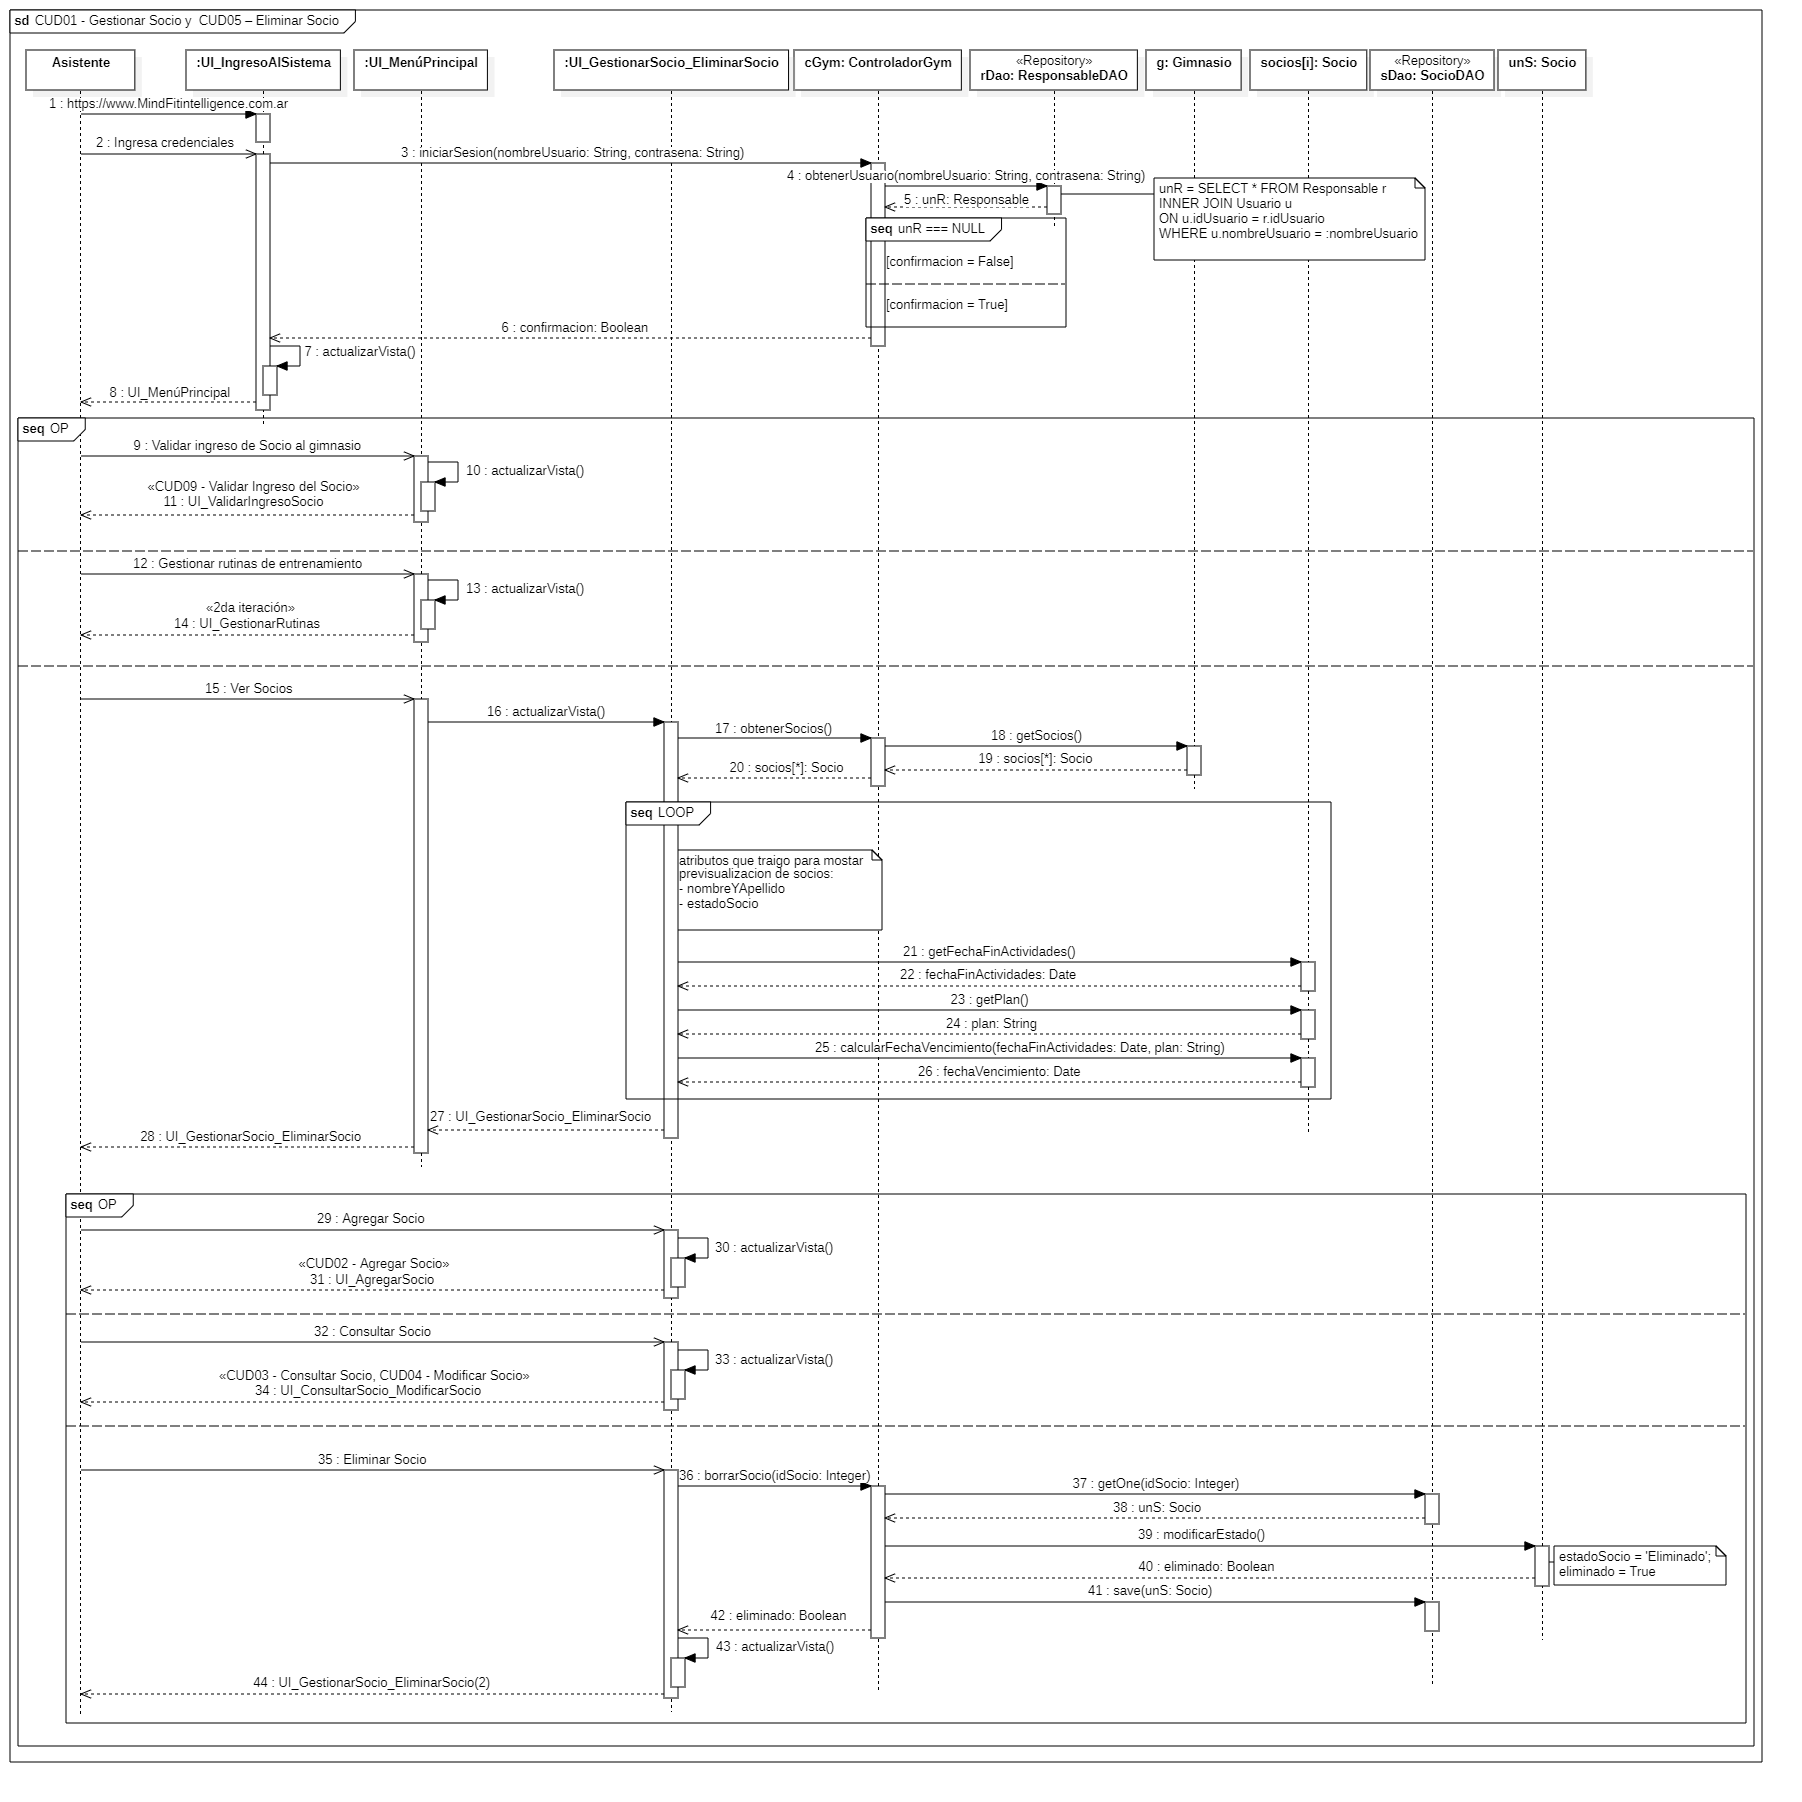 sd CUD01 - Gestionar Socio y  CUD05 – Eliminar Socio
Asistente
:UI_IngresoAlSistema
:UI_MenúPrincipal
:UI_GestionarSocio_EliminarSocio
cGym: ControladorGym
«Repository»
rDao: ResponsableDAO
g: Gimnasio
socios[i]: Socio
«Repository»
sDao: SocioDAO
unS: Socio
1 : https://www.MindFitintelligence.com.ar
2 : Ingresa credenciales
3 : iniciarSesion(nombreUsuario: String, contrasena: String)
4 : obtenerUsuario(nombreUsuario: String, contrasena: String)
5 : unR: Responsable
unR = SELECT * FROM Responsable r
INNER JOIN Usuario u
ON u.idUsuario = r.idUsuario
WHERE u.nombreUsuario = :nombreUsuario
seq unR === NULL
[confirmacion = False]
[confirmacion = True]
6 : confirmacion: Boolean
7 : actualizarVista()
8 : UI_MenúPrincipal
seq OP
9 : Validar ingreso de Socio al gimnasio
10 : actualizarVista()
«CUD09 - Validar Ingreso del Socio»
11 : UI_ValidarIngresoSocio
12 : Gestionar rutinas de entrenamiento
13 : actualizarVista()
«2da iteración»
14 : UI_GestionarRutinas
15 : Ver Socios
16 : actualizarVista()
17 : obtenerSocios()
18 : getSocios()
19 : socios[*]: Socio
20 : socios[*]: Socio
seq LOOP
atributos que traigo para mostar
previsualizacion de socios:
- nombreYApellido
- estadoSocio
21 : getFechaFinActividades()
22 : fechaFinActividades: Date
23 : getPlan()
24 : plan: String
25 : calcularFechaVencimiento(fechaFinActividades: Date, plan: String)
26 : fechaVencimiento: Date
27 : UI_GestionarSocio_EliminarSocio
28 : UI_GestionarSocio_EliminarSocio
seq OP
29 : Agregar Socio
30 : actualizarVista()
«CUD02 - Agregar Socio»
31 : UI_AgregarSocio
32 : Consultar Socio
33 : actualizarVista()
«CUD03 - Consultar Socio, CUD04 - Modificar Socio»
34 : UI_ConsultarSocio_ModificarSocio
35 : Eliminar Socio
36 : borrarSocio(idSocio: Integer)
37 : getOne(idSocio: Integer)
38 : unS: Socio
39 : modificarEstado()
estadoSocio = 'Eliminado';
eliminado = True
40 : eliminado: Boolean
41 : save(unS: Socio)
42 : eliminado: Boolean
43 : actualizarVista()
44 : UI_GestionarSocio_EliminarSocio(2)